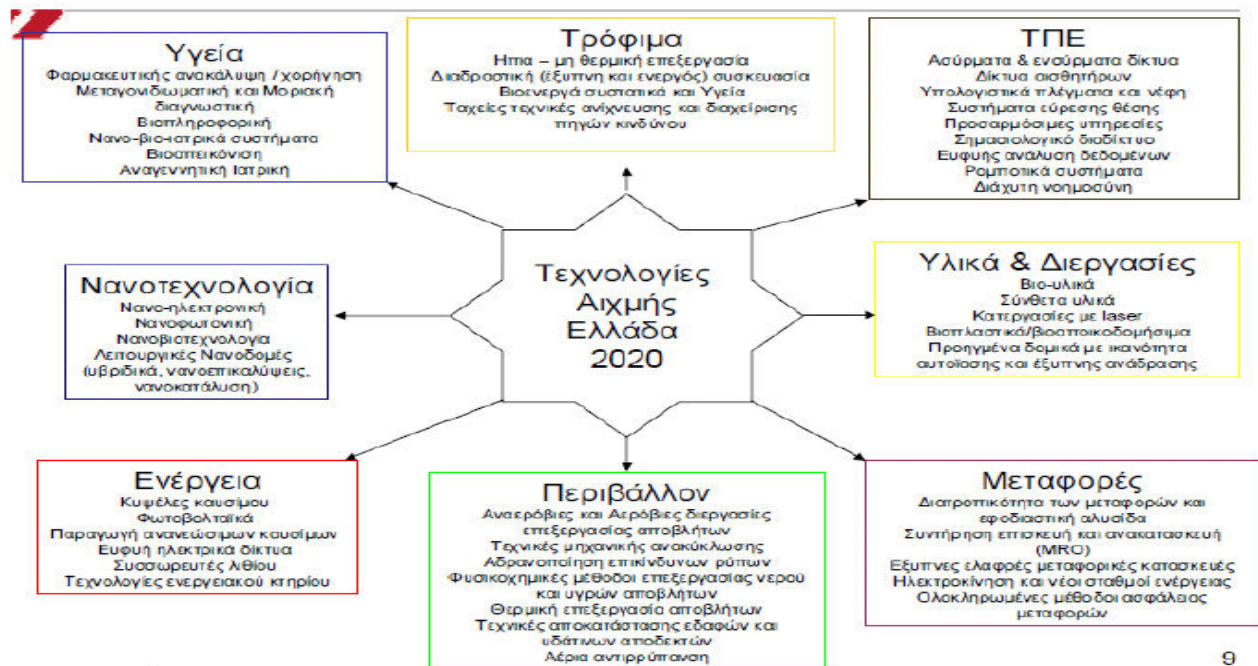 Υγεία
Φαρμακευτικής ανακάλυψη / χορήγηση
Μεταγονιδιωματική και Μοριακή
διαγνωστική
Βιοπληροφορική
Νανο-βιο-ιατρικά συστήματα
Βιοαπεικόνιση
Αναγεννητική Ιατρική
Τρόφιμα
Ηπια – μη θερμική επεξεργασία
Διαδραστική (έξυπνη και ενεργός) συσκευασία
Βιοενεργά συστατικά και Υγεία
Ταχείες τεχνικές ανίχνευσης και διαχείρισης
πηγών κινδύνου
ΤΠΕ
Ασύρματα & ενσύρματα δίκτυα
Δίκτυα αισθητήρων
Υπολογιστικά πλέγματα και νέφη
Συστήματα εύρεσης θέσης
Προσαρμόσιμες υπηρεσίες
Σημασιολογικό διαδίκτυο
Ευφυής ανάλυση δεδομένων
Ρομποτικά συστήματα
Διάχυτη νοημοσύνη
Νανοτεχνολογία
Νανο-ηλεκτρονική
Νανοφωτονική
Νανοβιοτεχνολογία
Λειτουργικές Νανοδομές
(υβριδικά, νανοεπικαλύψεις,
νανοκατάλυση)
Τεχνολογίες
Αιχμής
Ελλάδα
2020
Υλικά & Διεργασίες
Βιο-υλικά
Σύνθετα υλικά
Κατεργασίες με laser
Βιοπλαστικά/βιοαποικοδομήσιμα
Προηγμένα δομικά με ικανότητα
αυτοίασης και έξυπνης ανάδρασης
Ενέργεια
Κυψέλες καυσίμου
Φωτοβολταϊκά
Παραγωγή ανανεώσιμων καυσίμων
Ευφυή ηλεκτρικά δίκτυα
Συσσωρευτές λιθίου
Τεχνολογίες ενεργειακού κτηρίου
Περιβάλλον
Αναερόβιες και Αερόβιες διεργασίες
επεξεργασίας αποβλήτων
Τεχνικές μηχανικής ανακύκλωσης
Αδρανοποίηση επικίνδυνων ρύπων
Φυσικοχημικές μέθοδοι επεξεργασίας νερού
και υγρών αποβλήτων
Θερμική επεξεργασία αποβλήτων
Τεχνικές αποκατάστασης εδαφών και
υδάτινων αποδεκτών
Αέρια αντιρρύπανση
Μεταφορές
Διατροπικότητα των μεταφορών και
εφοδιαστική αλυσίδα
Συντήρηση επισκευή και ανακατασκευή
(MRO)
Εξυπνες ελαφρές μεταφορικές κατασκευές
Ηλεκτροκίνηση και νέοι σταθμοί ενέργειας
Ολοκληρωμένες μέθοδοι ασφάλειας
μεταφορών
9